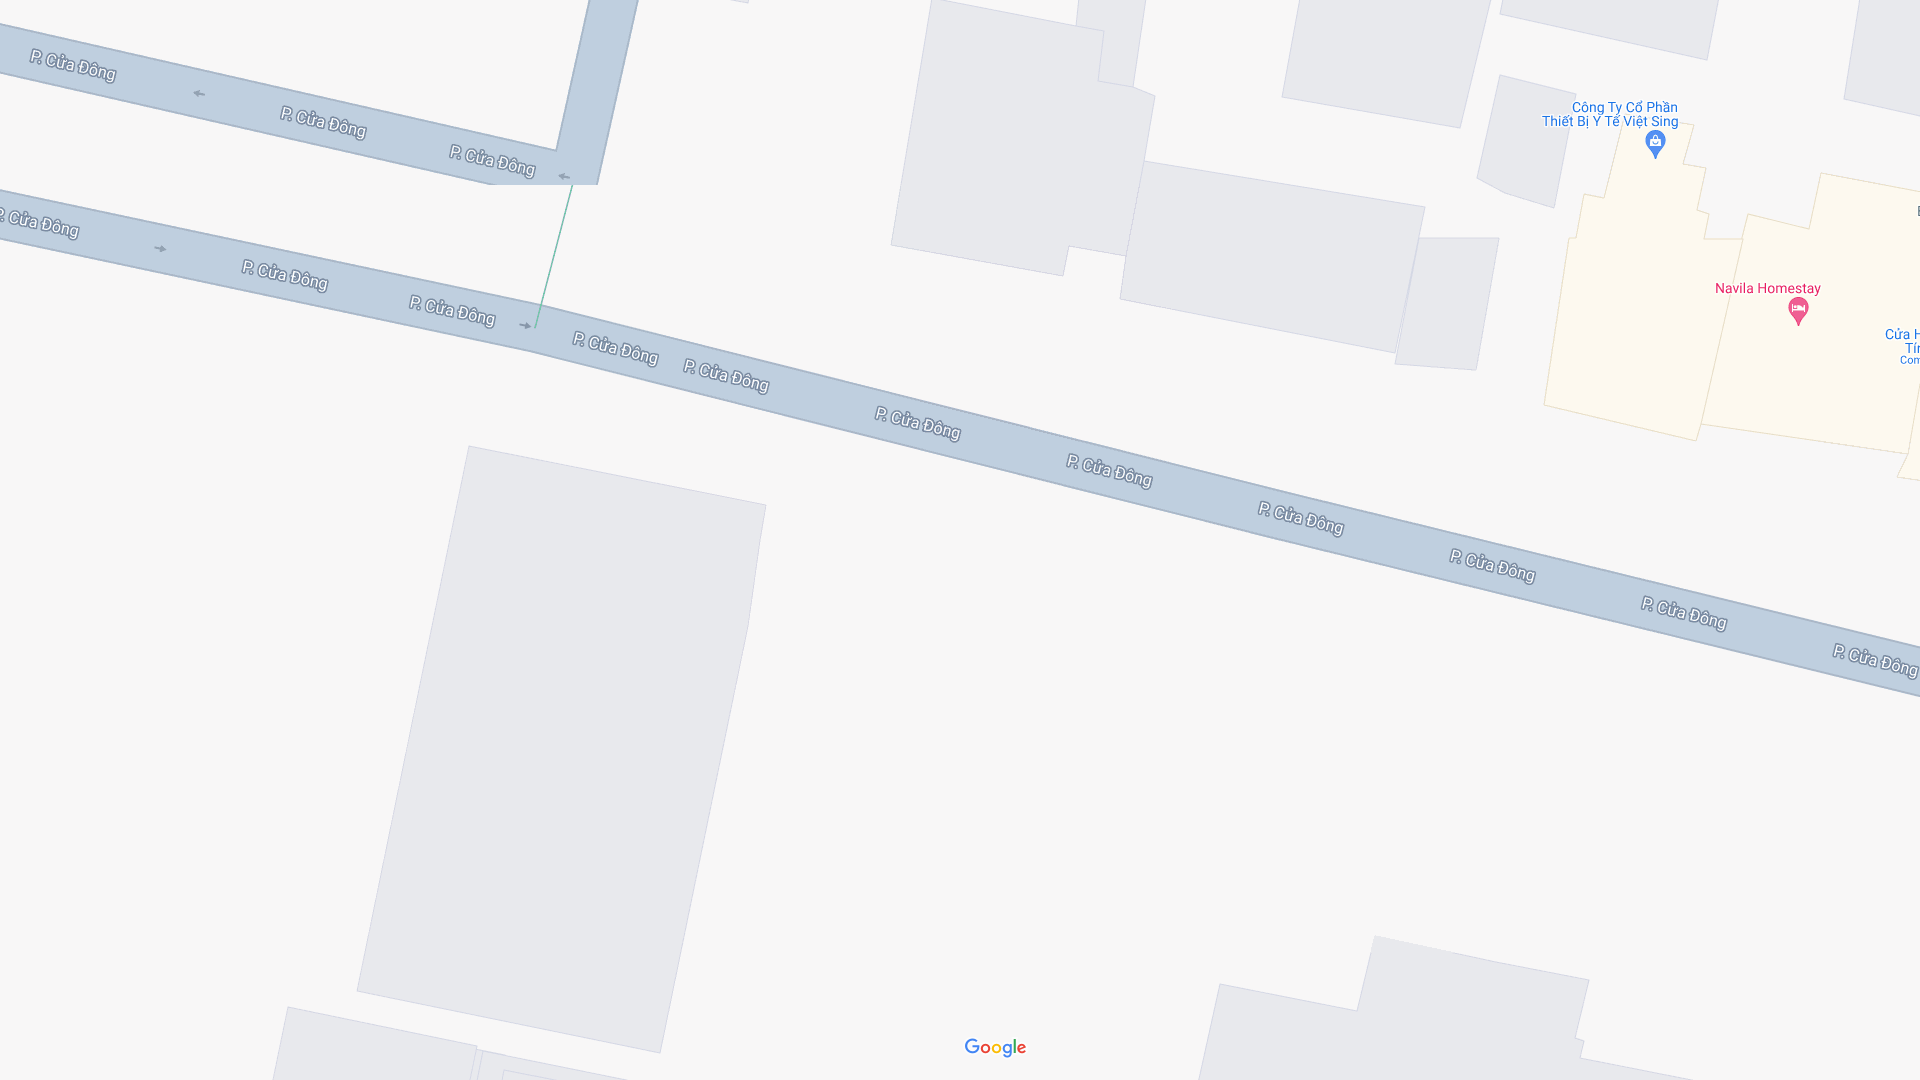 P. Cửa Đông
P. Cửa Đông
P. Cửa Đông
Công Ty Cổ Phần
Thiết Bị Y Tế Việt Sing
P. Cửa Đông
P. Cửa Đông
P. Cửa Đông
Navila Homestay
P. Cửa Đông
P. Cửa Đông
P. Cửa Đông
P. Cửa Đông
P. Cửa Đông
P. Cửa Đông
P. Cửa Đông
P. Cửa Đông
Cửa
Google